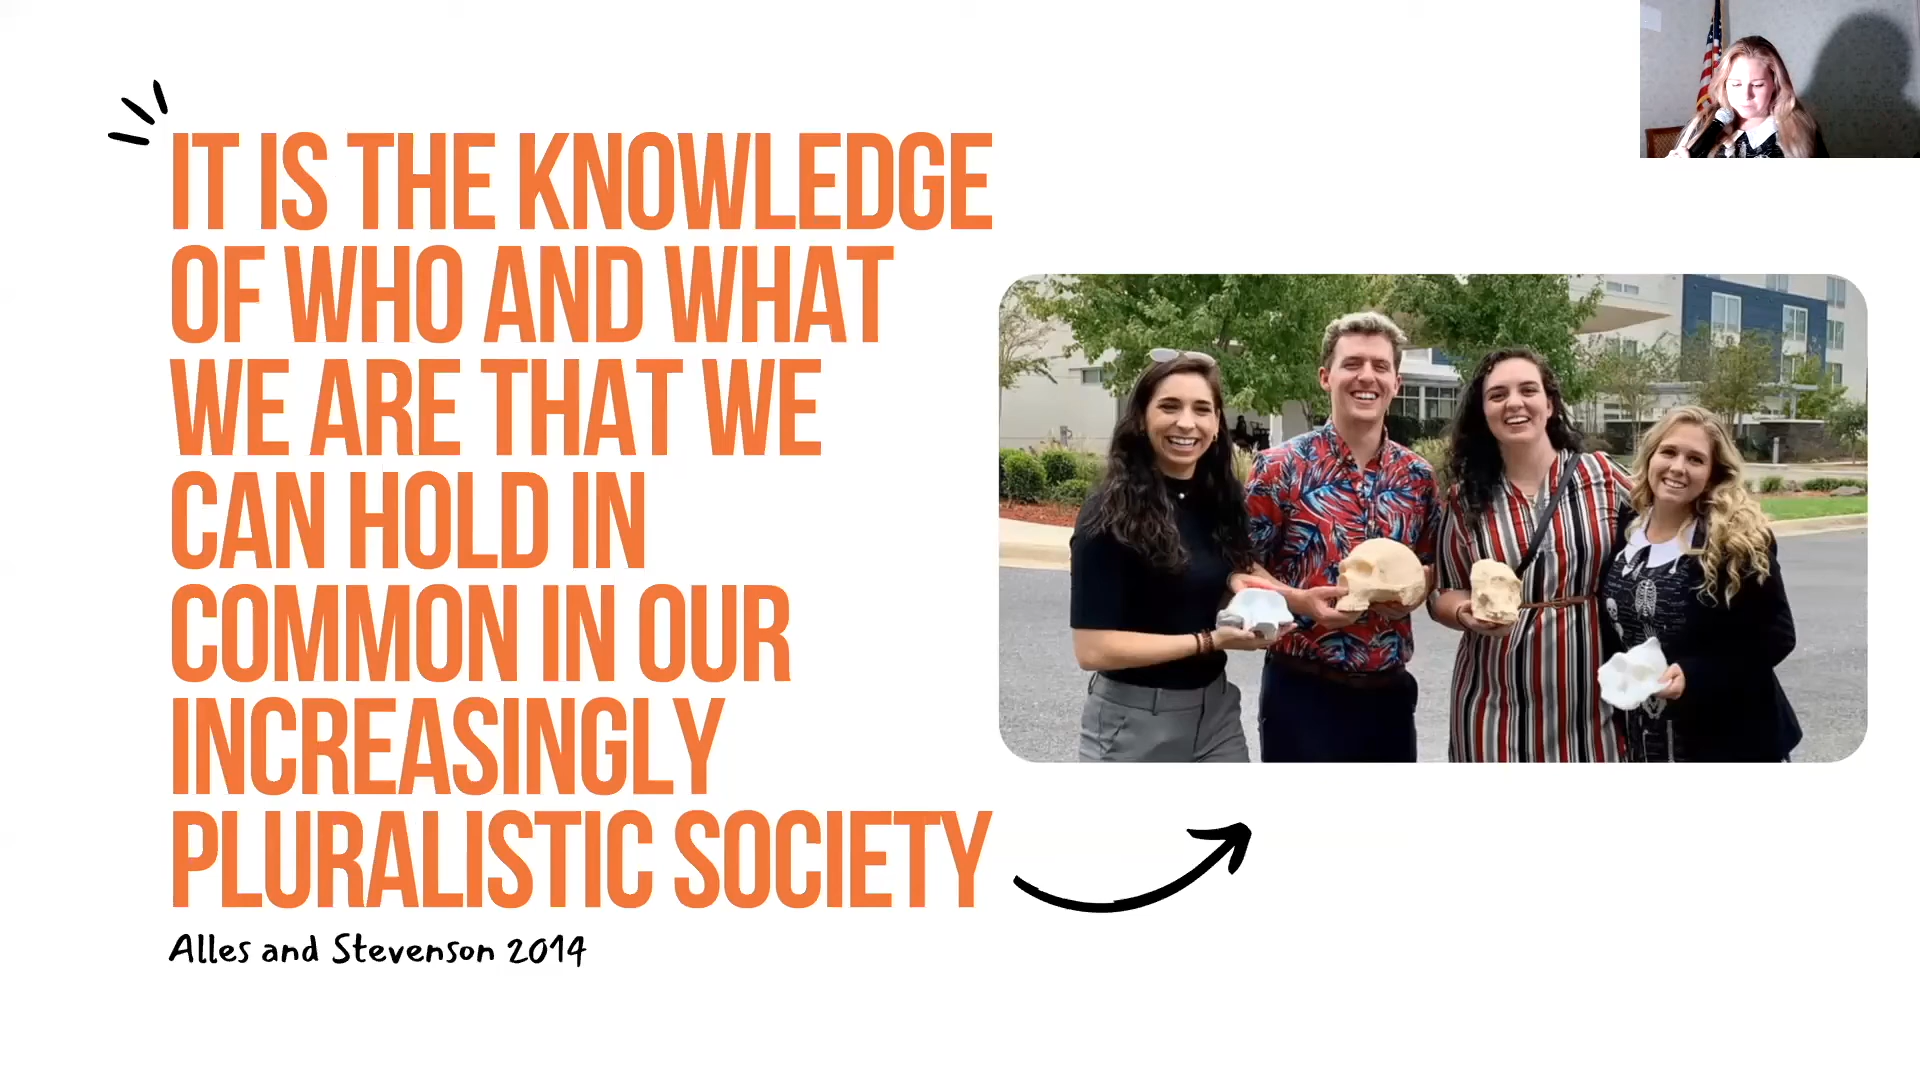 IT IS THE KNOWLEDGE
OF WHO AND WHAT
WE ARE THAT WE
CAN HOLD IN
COMMON IN OUR
INCREASINGLY
PLURALISTIC SOCIETY
Alles and Stevenson 2014